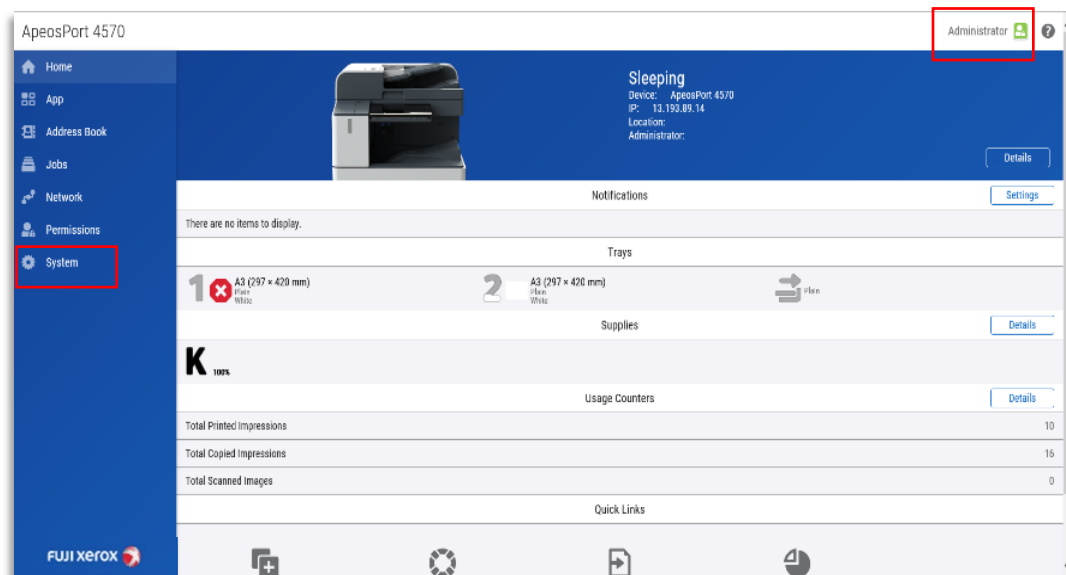 ApeosPort 4570
Administrator
?
Home
App
Address Book
Jobs
Network
Permissions
System
Sleeping
Device: ApeosPort 4570
IP: 13.193.89.14
Location:
Administrator:
Details
Notifications
Settings
There are no items to display.
Trays
1 A3 (297 × 420 mm)
Plain
White
2 A3 (297 × 420 mm)
Plain
White
Plain
Supplies
Details
K 100%
Usage Counters
Details
Total Printed Impressions 10
Total Copied Impressions 16
Total Scanned Images 0
Quick Links
FUJI xerox